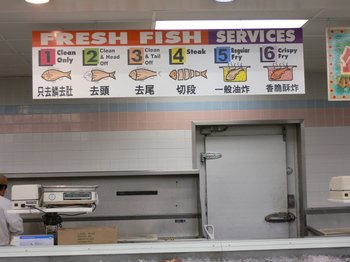 FRESH FISH SERVICES
1 Clean Only
2 Clean & Head Off
3 Clean & Tail Off
4 Steak
5 Regular Fry
6 Crispy Fry
只去鱗去肚
去頭
去尾
切段
一般油炸
香脆酥炸